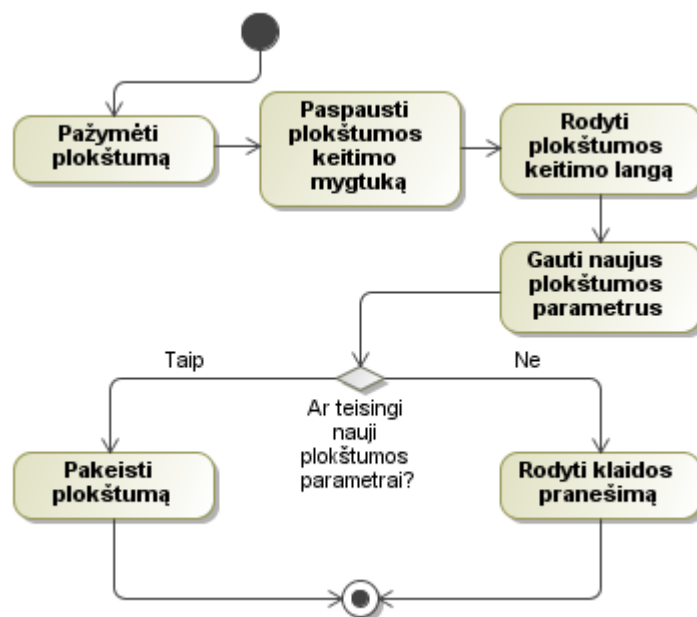 Pažymėti
plokštumą
Paspausti
plokštumos
keitimo
mygtuką
Rodyti
plokštumos
keitimo langą
Gauti naujus
plokštumos
parametrus
Taip
Ne
Ar teisingi
nauji
plokštumos
parametrai?
Pakeisti
plokštumą
Rodyti klaidos
pranešimą